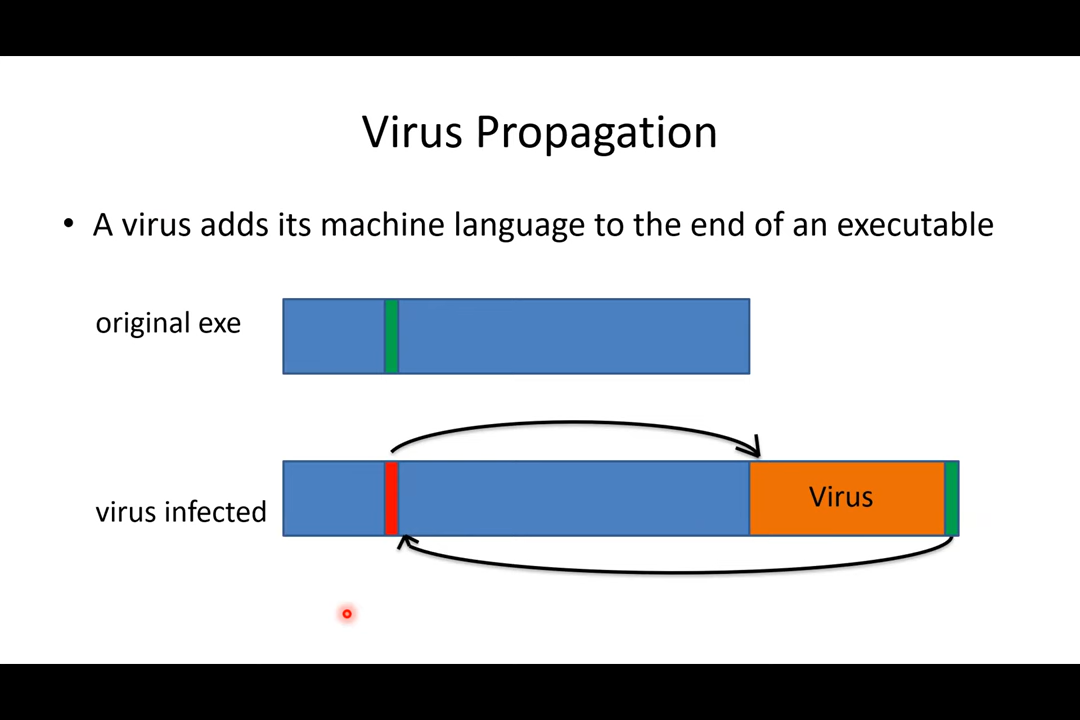 Virus Propagation
• A virus adds its machine language to the end of an executable
original exe
virus infected
Virus